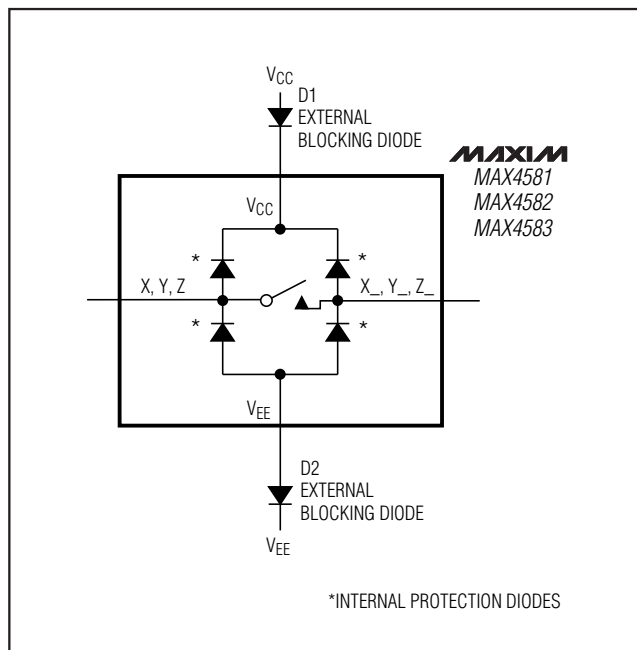 VCC
D1
EXTERNAL
BLOCKING DIODE
MAXIM
MAX4581
MAX4582
MAX4583
VCC
* *
X, Y, Z X_, Y_, Z_
* *
VEE
D2
EXTERNAL
BLOCKING DIODE
VEE
*INTERNAL PROTECTION DIODES